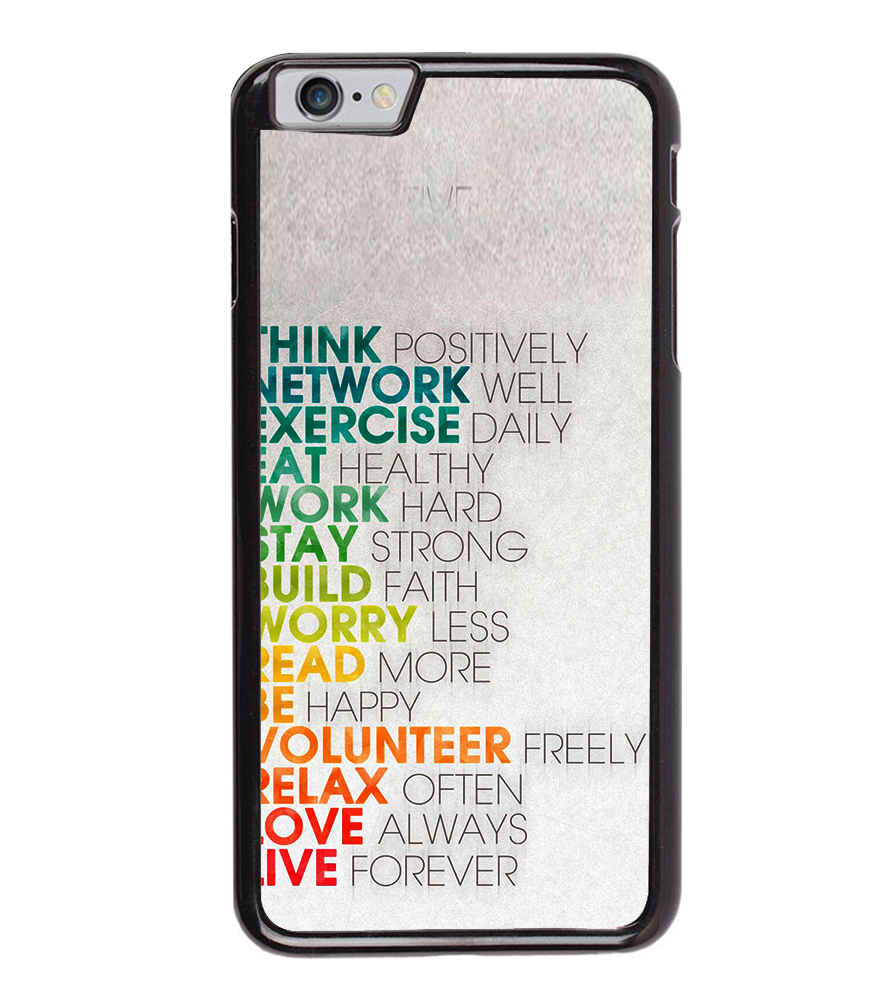 THINK POSITIVELY
NETWORK WELL
EXERCISE DAILY
EAT HEALTHY
WORK HARD
STAY STRONG
BUILD FAITH
WORRY LESS
READ MORE
BE HAPPY
VOLUNTEER FREELY
RELAX OFTEN
LOVE ALWAYS
LIVE FOREVER